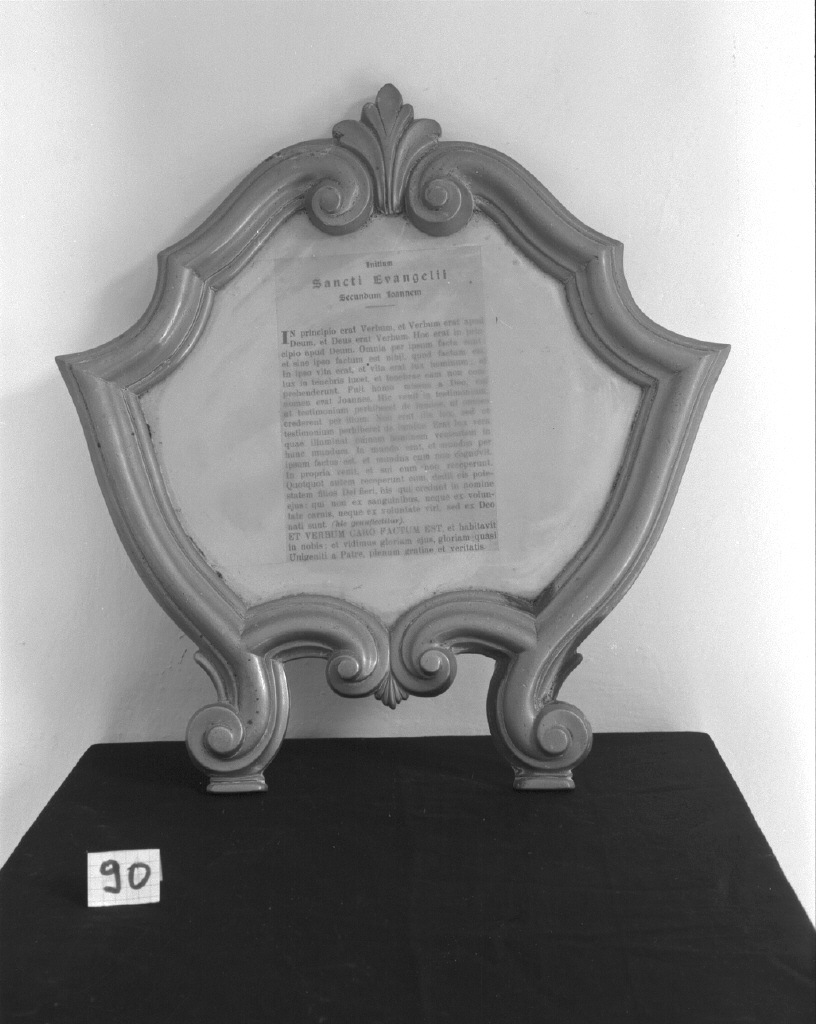 Initium
Sancti Evangelii
Secundum Joannem
IN principio erat Verbum, et Verbum erat apud
Deum, et Deus erat Verbum. Hoc erat in prin
cipio apud Deum. Omnia per ipsum facta sunt
et sine ipso factum est nihil, quod factum est
in ipso vita erat, et vita erat lux hominum: et
lux in tenebris lucet, et tenebrae eam non com
prehenderunt. Fuit homo missus a Deo, cui
nomen erat Joannes. Hic venit in testimonium
ut testimonium perhiberet de lumine, ut omnes
crederent per illum. Non erat ille lux, sed ut
testimonium perhiberet de lumine. Erat lux vera
quae illuminat omnem hominem venientem in
hunc mundum. In mundo erat, et mundus per
ipsum factus est, et mundus eum non cognovit.
In propria venit, et sui eum non receperunt.
Quotquot autem receperunt eum, dedit eis pote-
statem filios Dei fieri, his qui credunt in nomine
ejus: qui non ex sanguinibus, neque ex volun-
tate carnis, neque ex voluntate viri, sed ex Deo
nati sunt. (hic genuflectitur).
ET VERBUM CARO FACTUM EST, et habitavit
in nobis; et vidimus gloriam ejus, gloriam quasi
Unigeniti a Patre, plenum gratiae et veritatis.
90